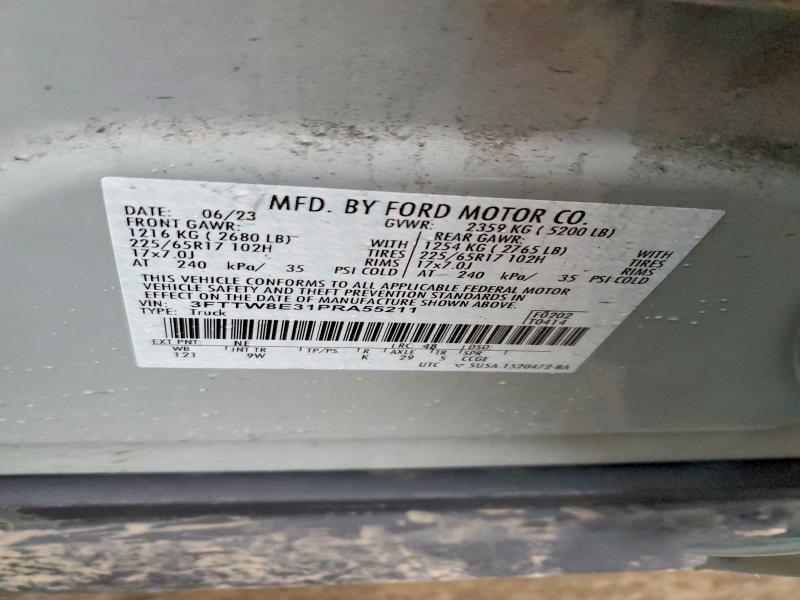 MFD. BY FORD MOTOR CO.
DATE: 06/23 GVWR: 2359 KG ( 5200 LB)
FRONT GAWR: REAR GAWR:
1216 KG ( 2680 LB) WITH 1254 KG ( 2765 LB) WITH
225/65R17 102H TIRES 225/65R17 102H TIRES
17x7.0J RIMS 17x7.0J RIMS
AT 240 kPa/ 35 PSI COLD AT 240 kPa/ 35 PSI COLD
THIS VEHICLE CONFORMS TO ALL APPLICABLE FEDERAL MOTOR
VEHICLE SAFETY AND THEFT PREVENTION STANDARDS IN
EFFECT ON THE DATE OF MANUFACTURE SHOWN ABOVE.
VIN: 3FTTW8E31PRA55211
TYPE: Truck F0202
T0414
EXT PNT: NE RC: 48 DSO:
WB INT TR TP/PS R AXLE TR SPR
121 9W K 29 5 CCGE
UTC ▽ 5U5A-1520472-BA